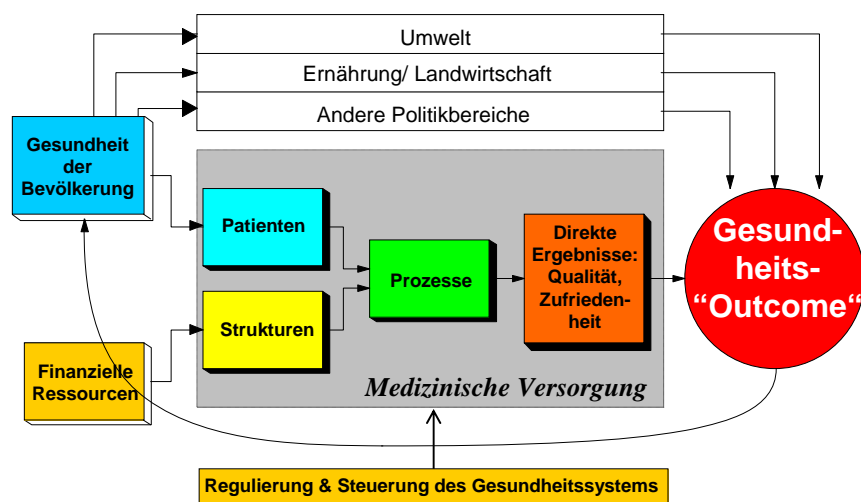 Umwelt
Ernährung/ Landwirtschaft
Andere Politikbereiche
Gesundheit
der
Bevölkerung
Patienten
Strukturen
Prozesse
Direkte
Ergebnisse:
Qualität,
Zufrieden-
heit
Gesund-
heits-
“Outcome“
Finanzielle
Ressourcen
Medizinische Versorgung
Regulierung & Steuerung des Gesundheitssystems